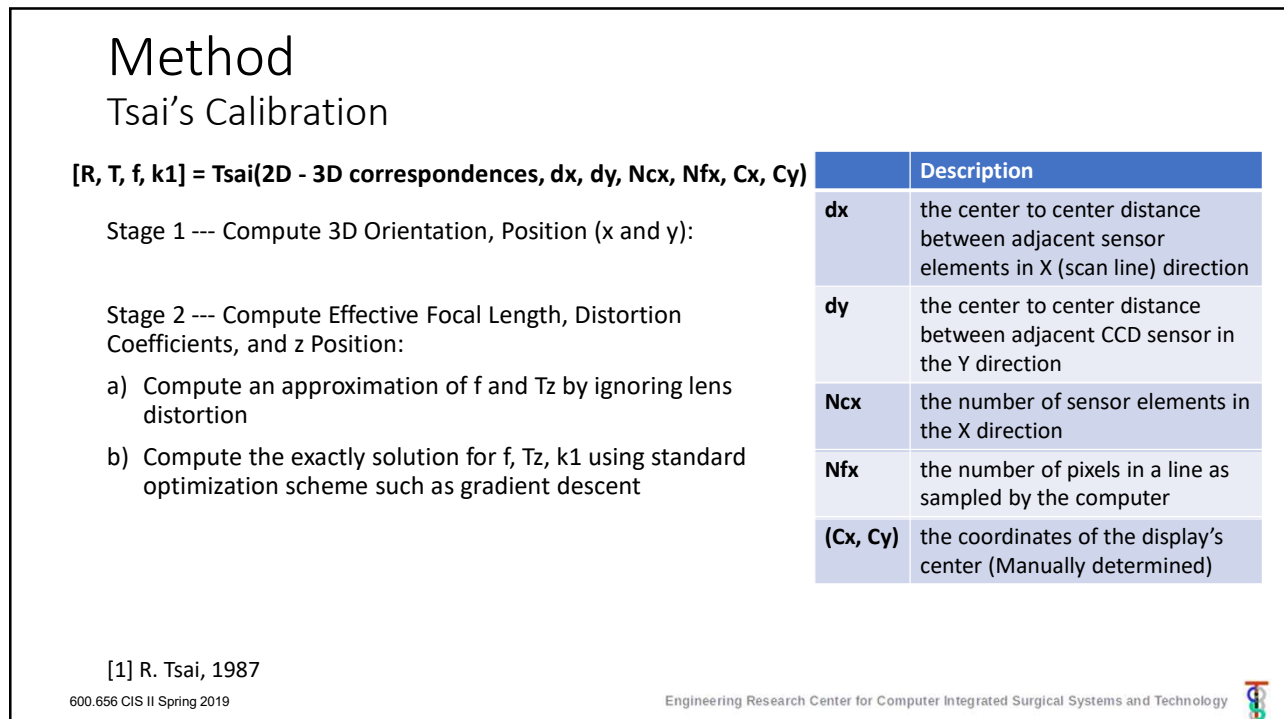 Method
Tsai’s Calibration
[R, T, f, k1] = Tsai(2D - 3D correspondences, dx, dy, Ncx, Nfx, Cx, Cy)
Stage 1 --- Compute 3D Orientation, Position (x and y):
Stage 2 --- Compute Effective Focal Length, Distortion
Coefficients, and z Position:
a) Compute an approximation of f and Tz by ignoring lens
distortion
b) Compute the exactly solution for f, Tz, k1 using standard
optimization scheme such as gradient descent
Description
dx the center to center distance
between adjacent sensor
elements in X (scan line) direction
dy the center to center distance
between adjacent CCD sensor in
the Y direction
Ncx the number of sensor elements in
the X direction
Nfx the number of pixels in a line as
sampled by the computer
(Cx, Cy) the coordinates of the display’s
center (Manually determined)
[1] R. Tsai, 1987
600.656 CIS II Spring 2019
Engineering Research Center for Computer Integrated Surgical Systems and Technology